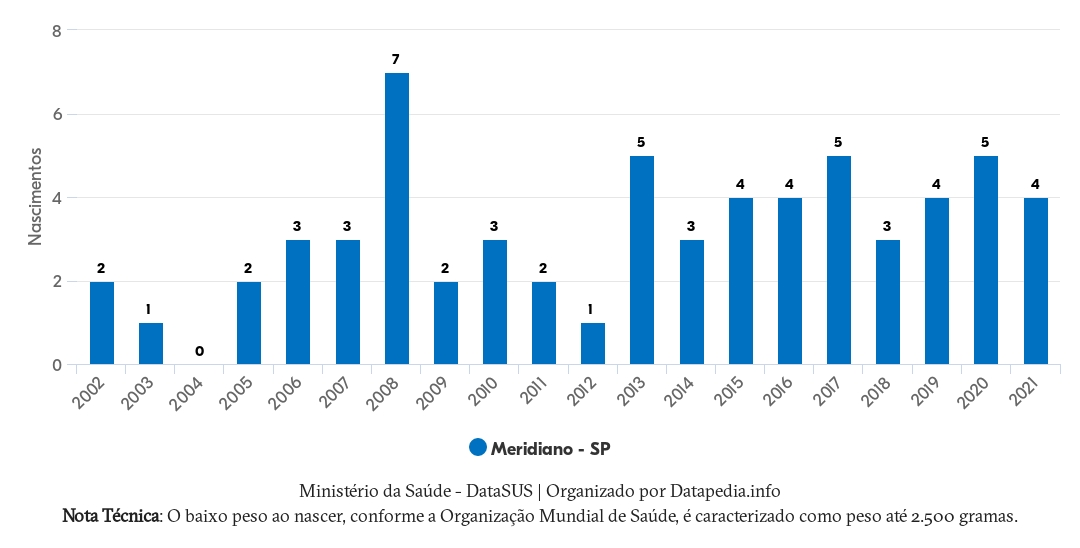 8
7
6
5 5 5
4 4 4 4
Nascimentos
4
3 3 3 3 3
2 2 2 2
2
1 1
0
0
2002 2003 2004 2005 2006 2007 2008 2009 2010 2011 2012 2013 2014 2015 2016 2017 2018 2019 2020 2021
Meridiano - SP
Ministério da Saúde - DataSUS | Organizado por Datapedia.info
Nota Técnica: O baixo peso ao nascer, conforme a Organização Mundial de Saúde, é caracterizado como peso até 2.500 gramas.